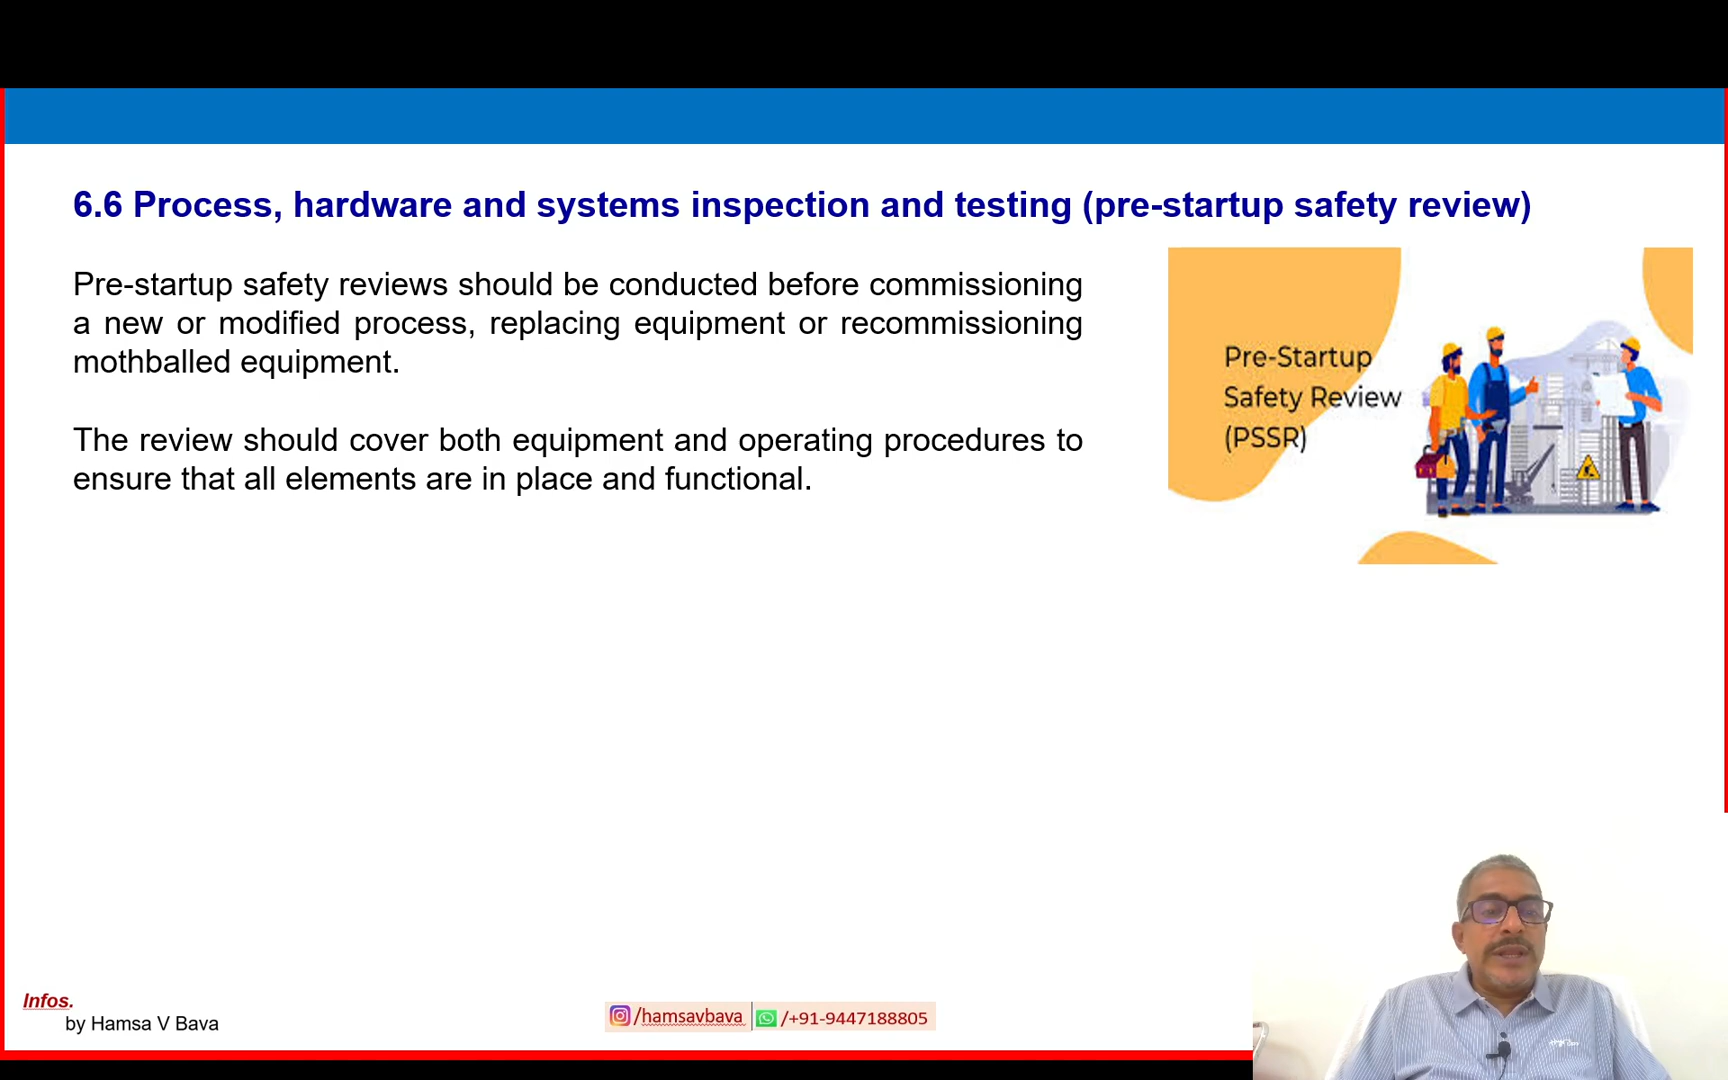 6.6 Process, hardware and systems inspection and testing (pre-startup safety review)
Pre-startup safety reviews should be conducted before commissioning
a new or modified process, replacing equipment or recommissioning
mothballed equipment.
The review should cover both equipment and operating procedures to
ensure that all elements are in place and functional.
Pre-Startup
Safety Review
(PSSR)
Infos.
by Hamsa V Bava
/hamsavbava
/+91-9447188805